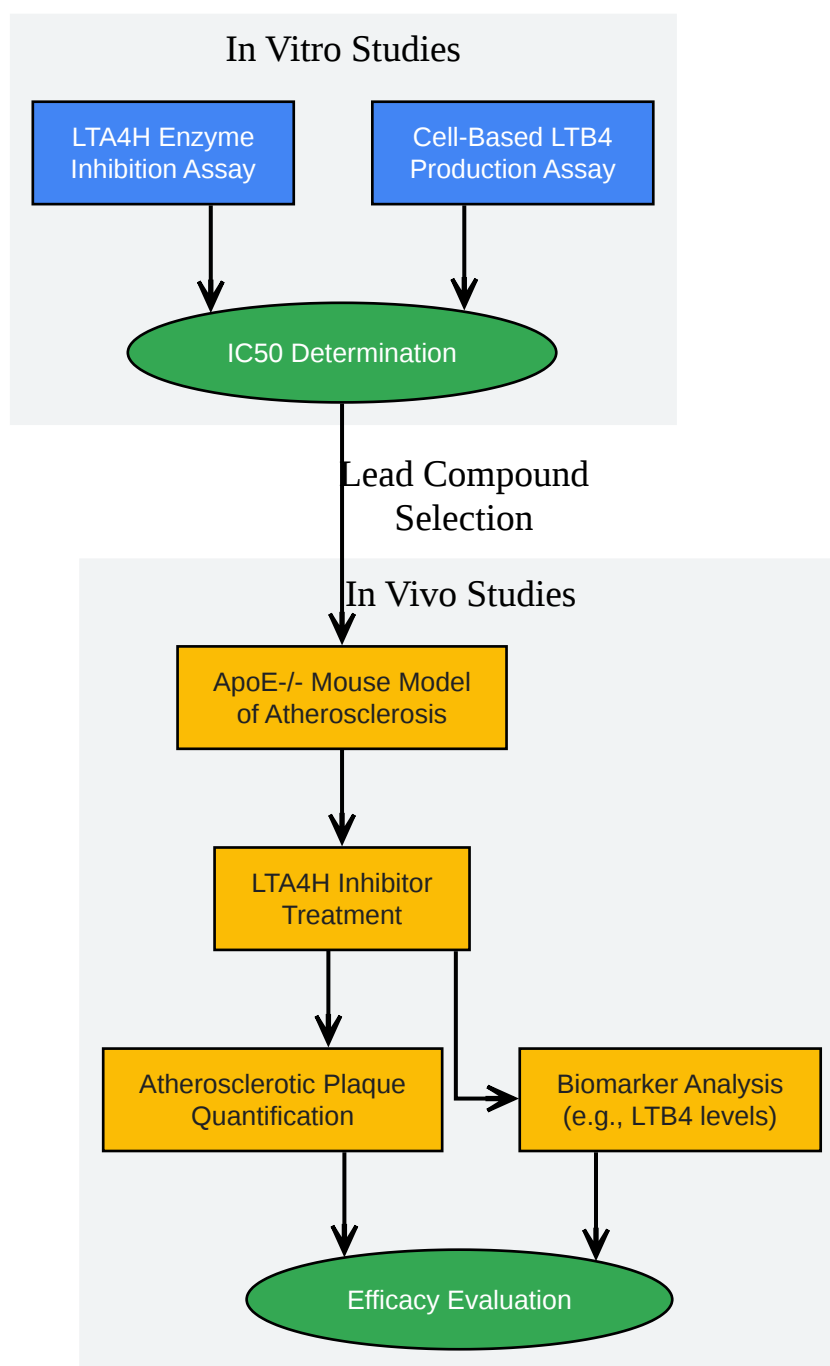 In Vitro Studies
LTA4H Enzyme
Inhibition Assay
Cell-Based LTB4
Production Assay
IC50 Determination
Lead Compound
Selection
In Vivo Studies
ApoE-/- Mouse Model
of Atherosclerosis
LTA4H Inhibitor
Treatment
Atherosclerotic Plaque
Quantification
Biomarker Analysis
(e.g., LTB4 levels)
Efficacy Evaluation